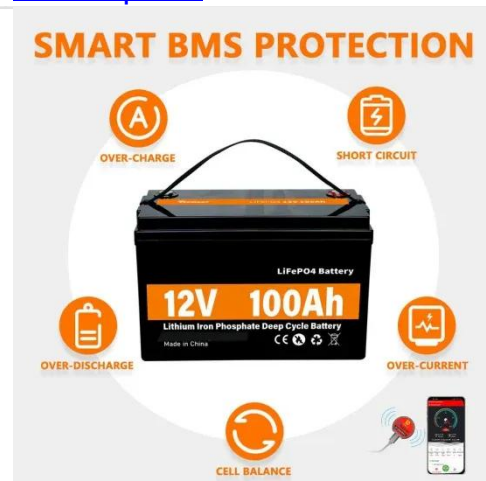 SMART BMS PROTECTION
OVER-CHARGE
SHORT CIRCUIT
LiFePO4 Battery
12V 100Ah
Lithium Iron Phosphate Deep Cycle Battery
Made in China
CE
OVER-DISCHARGE
OVER-CURRENT
CELL BALANCE